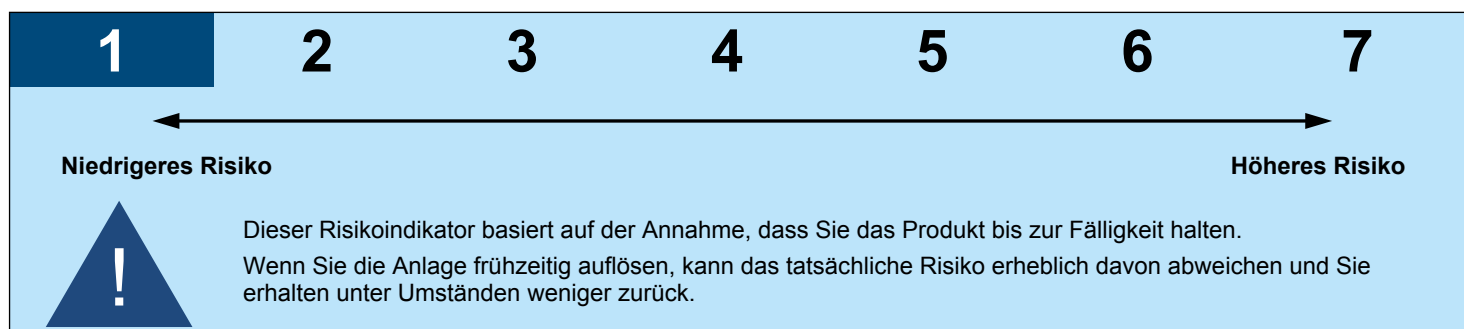 1 2 3 4 5 6 7
Niedrigeres Risiko Höheres Risiko
!
Dieser Risikoindikator basiert auf der Annahme, dass Sie das Produkt bis zur Fälligkeit halten.
Wenn Sie die Anlage frühzeitig auflösen, kann das tatsächliche Risiko erheblich davon abweichen und Sie
erhalten unter Umständen weniger zurück.